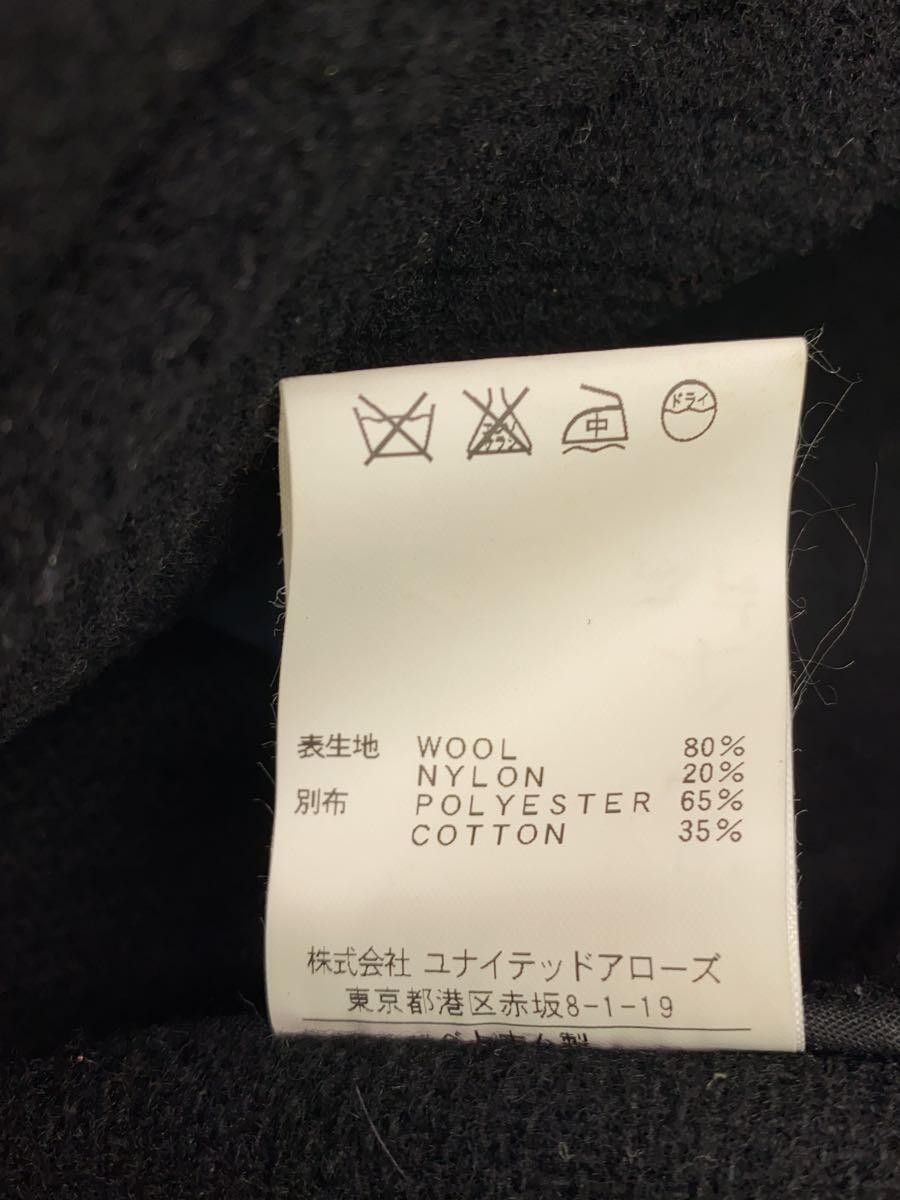 中 ドライ
表生地 WOOL 80%
NYLON 20%
別布 POLYESTER 65%
COTTON 35%
株式会社 ユナイテッドアローズ
東京都港区赤坂8-1-19